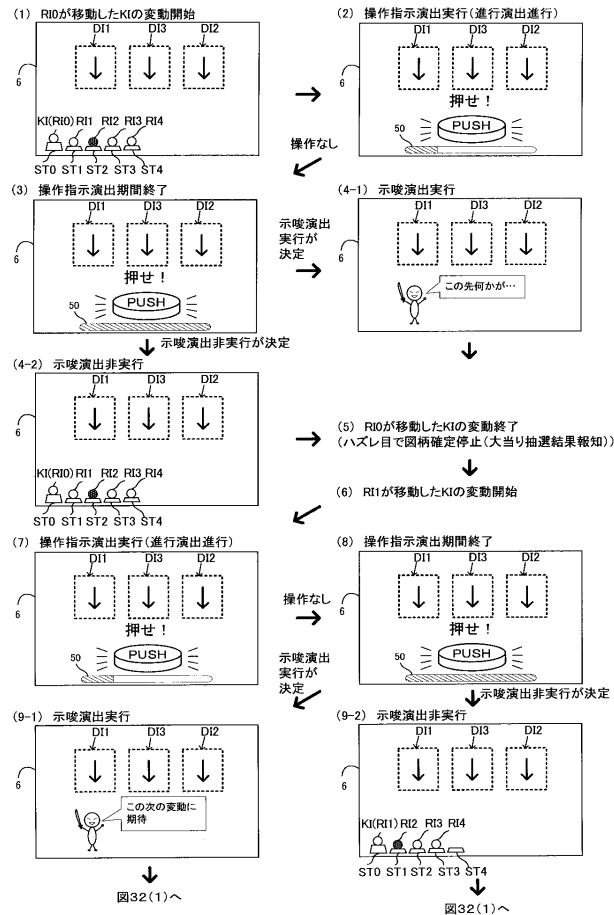 (1) RI0が移動したKIの変動開始
DI1 DI3 DI2
6
KI(RI0) RI1 RI2 RI3 RI4
ST0 ST1 ST2 ST3 ST4
(2) 操作指示演出実行(進行演出進行)
DI1 DI3 DI2
6
押せ！
PUSH
50
操作なし
(3) 操作指示演出期間終了
DI1 DI3 DI2
6
押せ！
PUSH
50
示唆演出
実行が
決定
(4-1) 示唆演出実行
DI1 DI3 DI2
6
この先何かが…
示唆演出非実行が決定
(4-2) 示唆演出非実行
DI1 DI3 DI2
6
KI(RI0) RI1 RI2 RI3 RI4
ST0 ST1 ST2 ST3 ST4
(5) RI0が移動したKIの変動終了
(ハズレ目で図柄確定停止(大当り抽選結果報知))
(6) RI1が移動したKIの変動開始
(7) 操作指示演出実行(進行演出進行)
DI1 DI3 DI2
6
押せ！
PUSH
50
操作なし
(8) 操作指示演出期間終了
DI1 DI3 DI2
6
押せ！
PUSH
50
示唆演出
実行が
決定
示唆演出非実行が決定
(9-1) 示唆演出実行
DI1 DI3 DI2
6
この次の変動に
期待
図32(1)へ
(9-2) 示唆演出非実行
DI1 DI3 DI2
6
KI(RI1) RI2 RI3 RI4
ST0 ST1 ST2 ST3 ST4
図32(1)へ